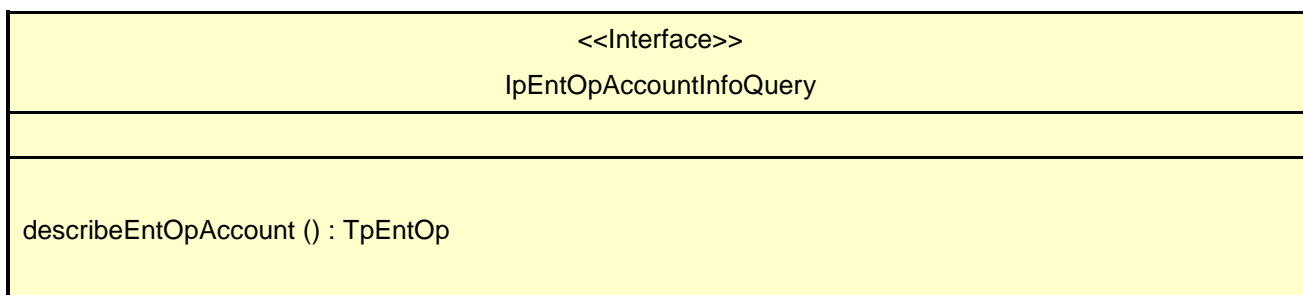 <<Interface>>
IpEntOpAccountInfoQuery
describeEntOpAccount () : TpEntOp